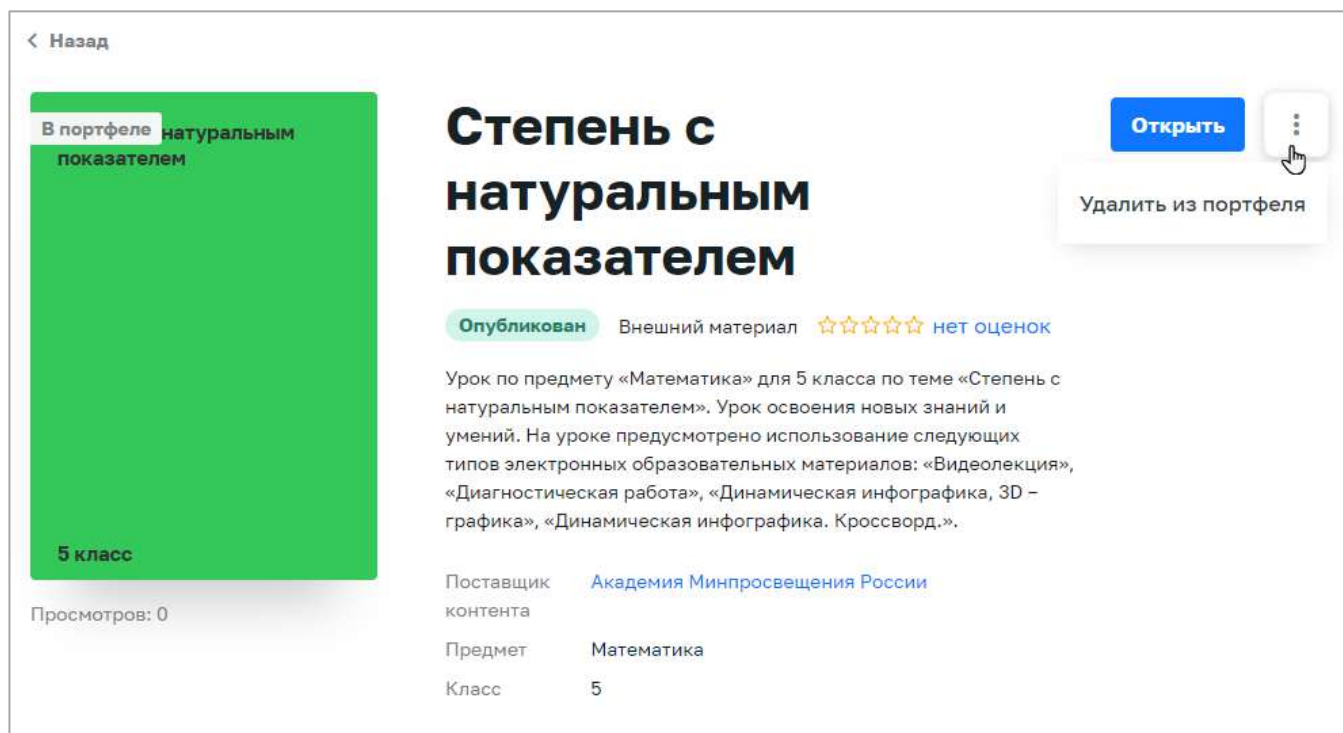 Назад
В портфеле натуральным
показателем
5 класс
Просмотров: 0
Степень с
натуральным
показателем
Открыть
Удалить из портфеля
Опубликован Внешний материал нет оценок
Урок по предмету «Математика» для 5 класса по теме «Степень с
натуральным показателем». Урок освоения новых знаний и
умений. На уроке предусмотрено использование следующих
типов электронных образовательных материалов: «Видеолекция»,
«Диагностическая работа», «Динамическая инфографика, 3D –
графика», «Динамическая инфографика. Кроссворд.».
Поставщик Академия Минпросвещения России
контента
Предмет Математика
Класс 5